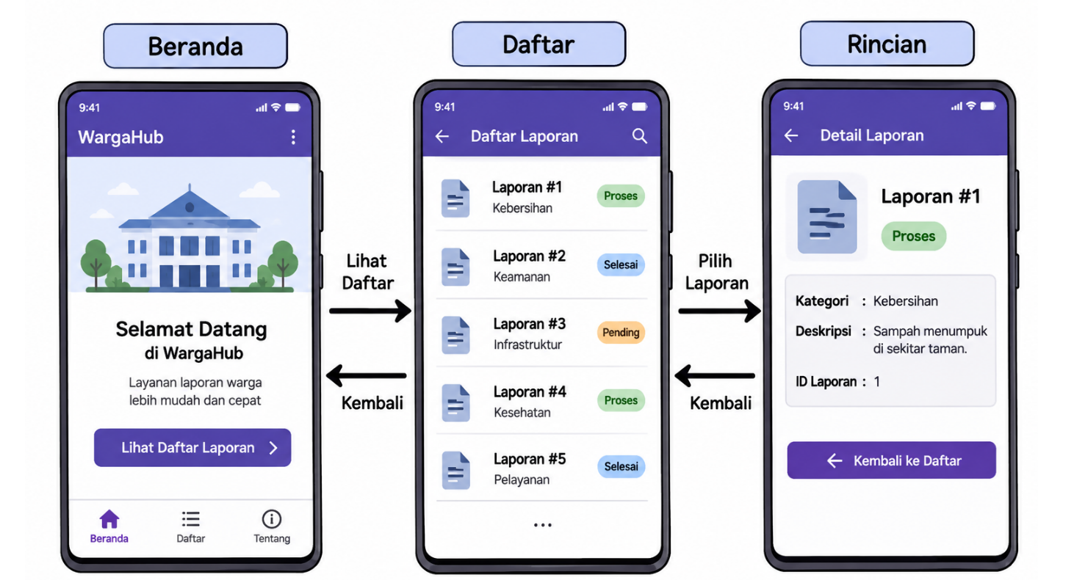 Beranda
9:41
WargaHub
Selamat Datang
di WargaHub
Layanan laporan warga
lebih mudah dan cepat
Lihat Daftar Laporan
Beranda
Daftar
Tentang
Lihat
Daftar
Kembali
Daftar
9:41
Daftar Laporan
Laporan #1
Proses
Kebersihan
Laporan #2
Selesai
Keamanan
Laporan #3
Pending
Infrastruktur
Laporan #4
Proses
Kesehatan
Laporan #5
Selesai
Pelayanan
...
Pilih
Laporan
Kembali
Rincian
9:41
Detail Laporan
Laporan #1
Proses
Kategori : Kebersihan
Deskripsi : Sampah menumpuk
di sekitar taman.
ID Laporan : 1
Kembali ke Daftar